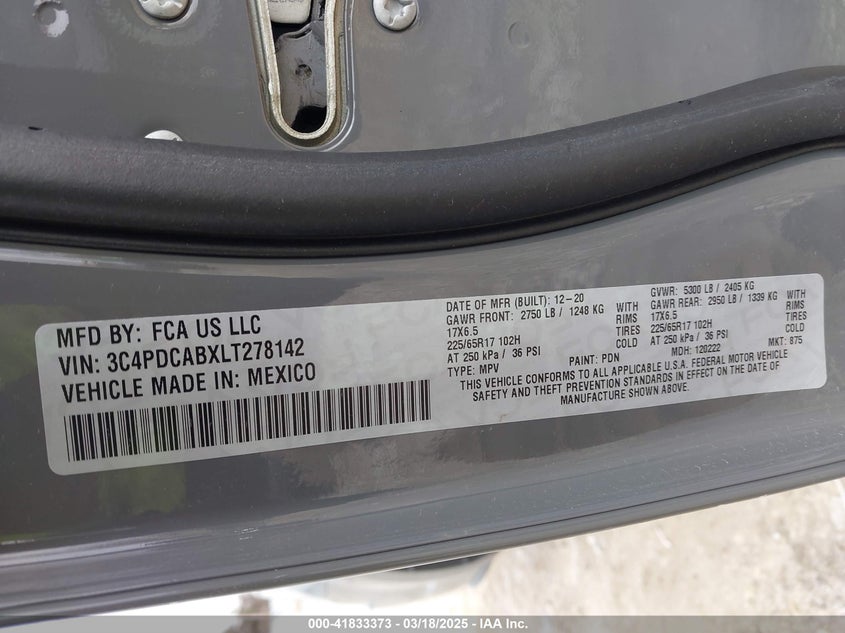 MFD BY: FCA US LLC
VIN: 3C4PDCABXLT278142
VEHICLE MADE IN: MEXICO
DATE OF MFR (BUILT): 12-20
GAWR FRONT: 2750 LB / 1248 KG WITH
17X6.5 RIMS
225/65R17 102H TIRES
AT 250 kPa / 36 PSI COLD
TYPE: MPV PAINT: PDN
GVWR: 5300 LB / 2405 KG
GAWR REAR: 2950 LB / 1339 KG WITH
17X6.5 RIMS
225/65R17 102H TIRES
AT 250 kPa / 36 PSI COLD
MDH: 120222 MKT: 875
THIS VEHICLE CONFORMS TO ALL APPLICABLE U.S.A. FEDERAL MOTOR VEHICLE
SAFETY AND THEFT PREVENTION STANDARDS IN EFFECT ON THE DATE OF
MANUFACTURE SHOWN ABOVE.
000-41833373 - 03/18/2025 - IAA Inc.